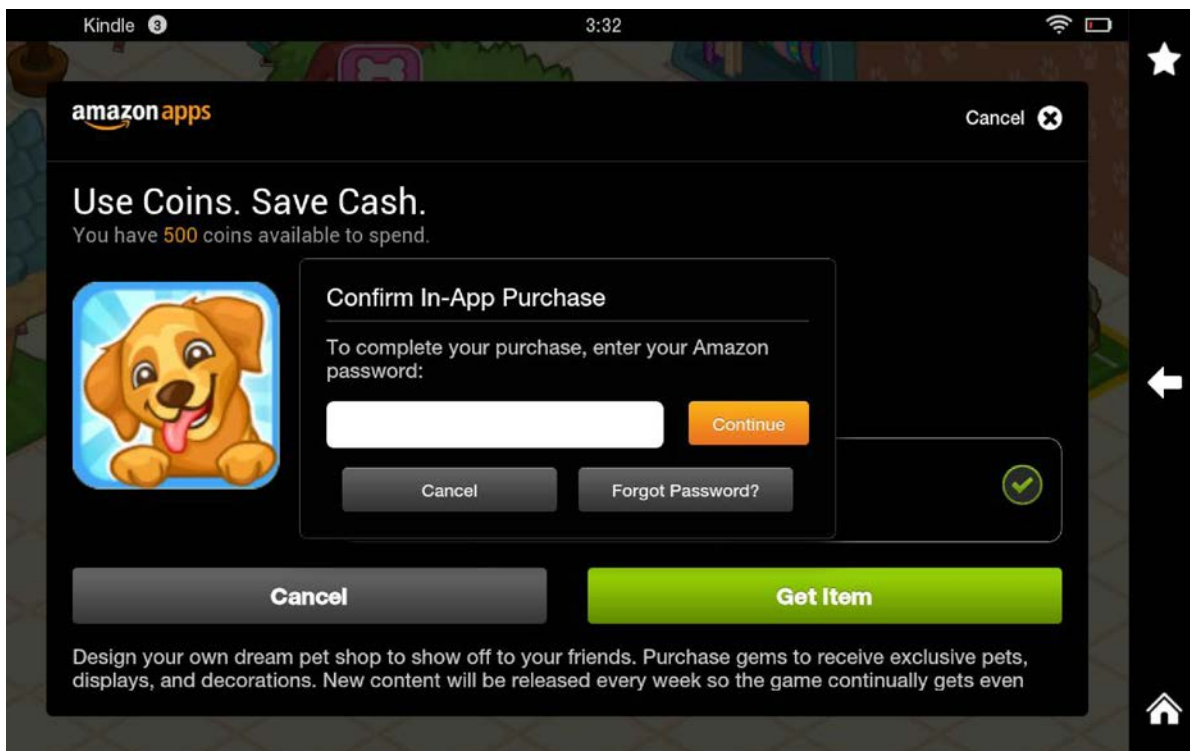 Kindle 3
3:32
amazon apps
Cancel
Use Coins. Save Cash.
You have 500 coins available to spend.
Confirm In-App Purchase
To complete your purchase, enter your Amazon
password:
Continue
Cancel
Forgot Password?
Cancel
Get Item
Design your own dream pet shop to show off to your friends. Purchase gems to receive exclusive pets,
displays, and decorations. New content will be released every week so the game continually gets even